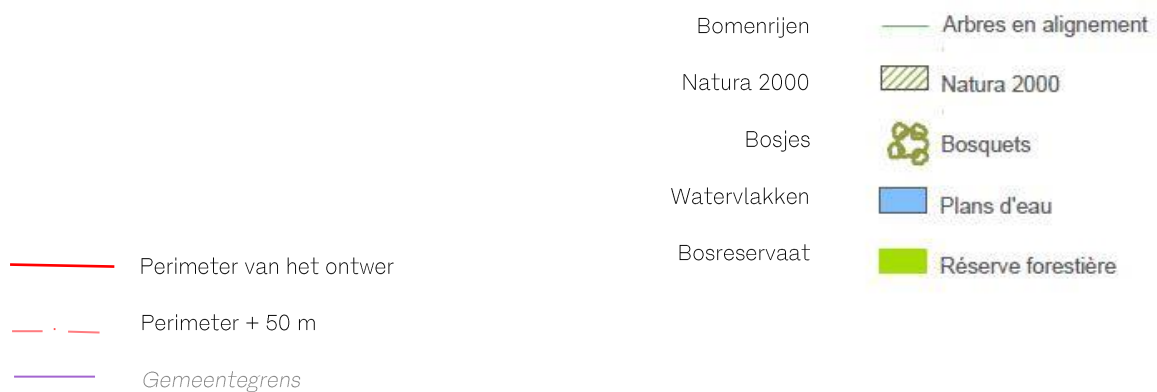 Bomenrijen Arbres en alignement
Natura 2000 Natura 2000
Bosjes Bosquets
Watervlakken Plans d'eau
Bosreservaat Réserve forestière
Perimeter van het ontwer
Perimeter + 50 m
Gemeentegrens